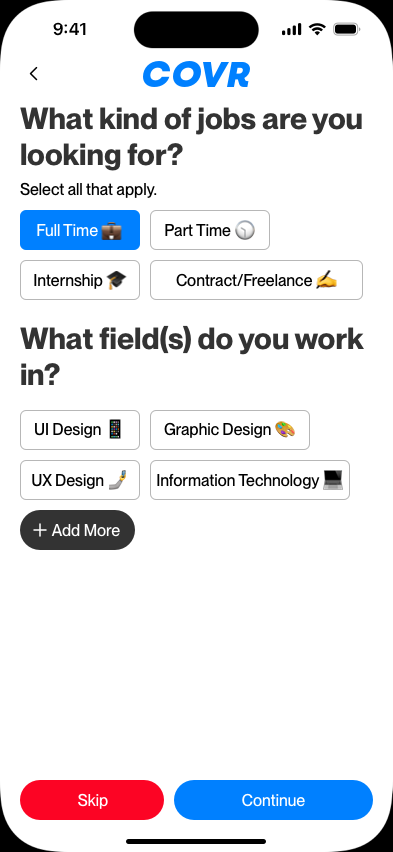 9:41
COVR
What kind of jobs are you
looking for?
Select all that apply.
Full Time 💼 Part Time 🕥
Internship 🎓 Contract/Freelance ✍️
What field(s) do you work
in?
UI Design 📱 Graphic Design 🎨
UX Design 🤳 Information Technology 💻
+ Add More
Skip Continue